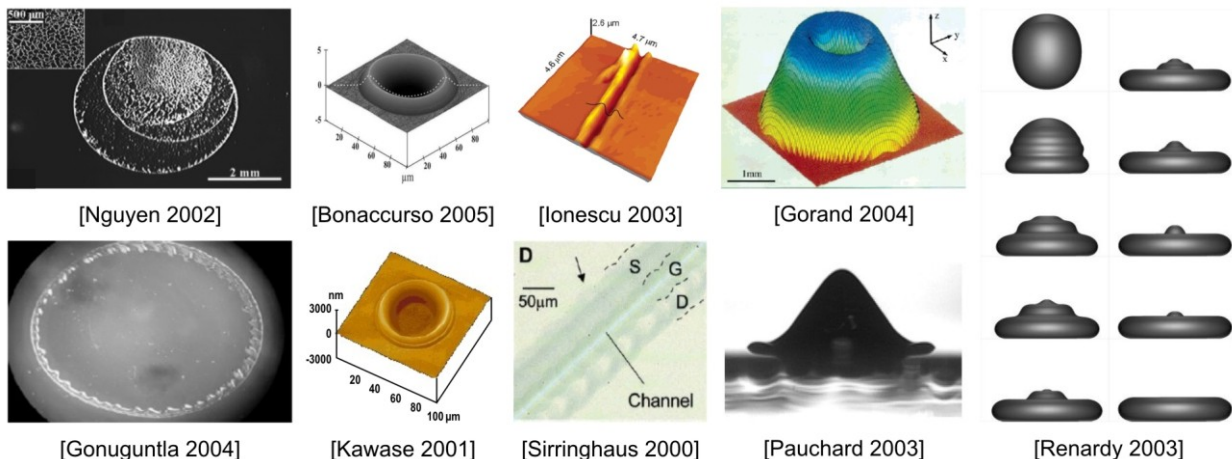 500 μm
2 mm
[Nguyen 2002]
5
0
-5
20
40
60
80
μm
20
40
60
80
[Bonaccurso 2005]
2.6 μm
4.7 μm
4.8 μm
[Ionescu 2003]
z
y
x
1mm
[Gorand 2004]
[Gonuguntla 2004]
nm
3000
0
-3000
20
40
60
80
100 μm
[Kawase 2001]
D
S
G
D
50μm
Channel
[Sirringhaus 2000]
[Pauchard 2003]
[Renardy 2003]